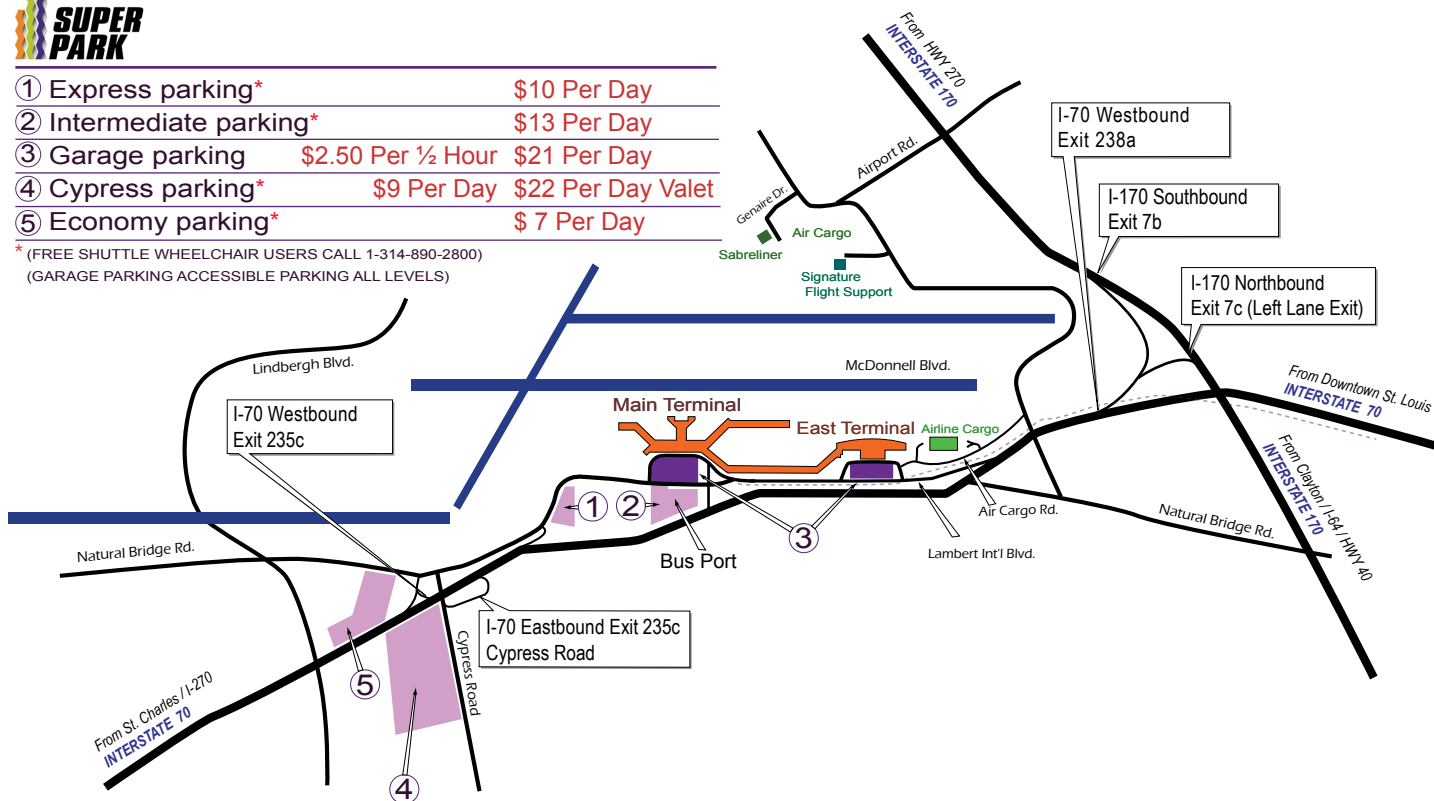 SUPER
PARK
1 Express parking* $10 Per Day
2 Intermediate parking* $13 Per Day
3 Garage parking $2.50 Per ½ Hour $21 Per Day
4 Cypress parking* $9 Per Day $22 Per Day Valet
5 Economy parking* $ 7 Per Day
* (FREE SHUTTLE WHEELCHAIR USERS CALL 1-314-890-2800)
(GARAGE PARKING ACCESSIBLE PARKING ALL LEVELS)
From HWY 270
INTERSTATE 170
I-70 Westbound
Exit 238a
Airport Rd.
I-170 Southbound
Exit 7b
Genaire Dr.
Air Cargo
Sabreliner
Signature
Flight Support
I-170 Northbound
Exit 7c (Left Lane Exit)
Lindbergh Blvd.
McDonnell Blvd.
From Downtown St. Louis
INTERSTATE 70
I-70 Westbound
Exit 235c
Main Terminal
East Terminal
Airline Cargo
From Clayton / I-64 / HWY 40
INTERSTATE 170
1
2
3
Air Cargo Rd.
Natural Bridge Rd.
Lambert Int'l Blvd.
Natural Bridge Rd.
Bus Port
I-70 Eastbound Exit 235c
Cypress Road
Cypress Road
5
From St. Charles / I-270
INTERSTATE 70
4